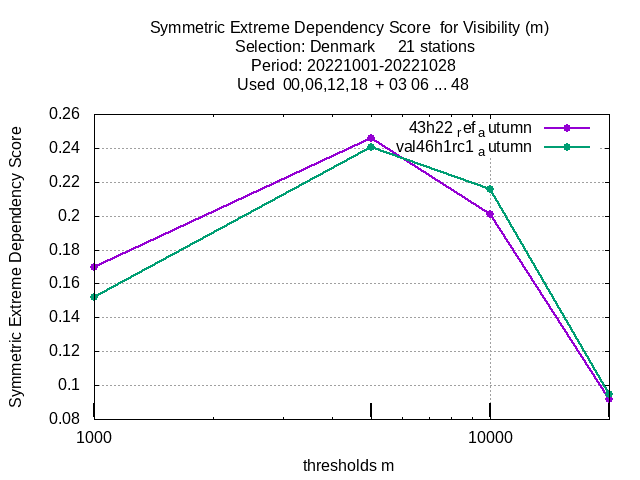 Symmetric Extreme Dependency Score  for Visibility (m)
Selection: Denmark     21 stations
Period: 20221001-20221028
Used  00,06,12,18  + 03 06 ... 48
0.26
0.24
0.22
0.2
0.18
0.16
0.14
0.12
0.1
0.08
Symmetric Extreme Dependency Score
43h22 ref autumn
val46h1rc1 autumn
1000
10000
thresholds m